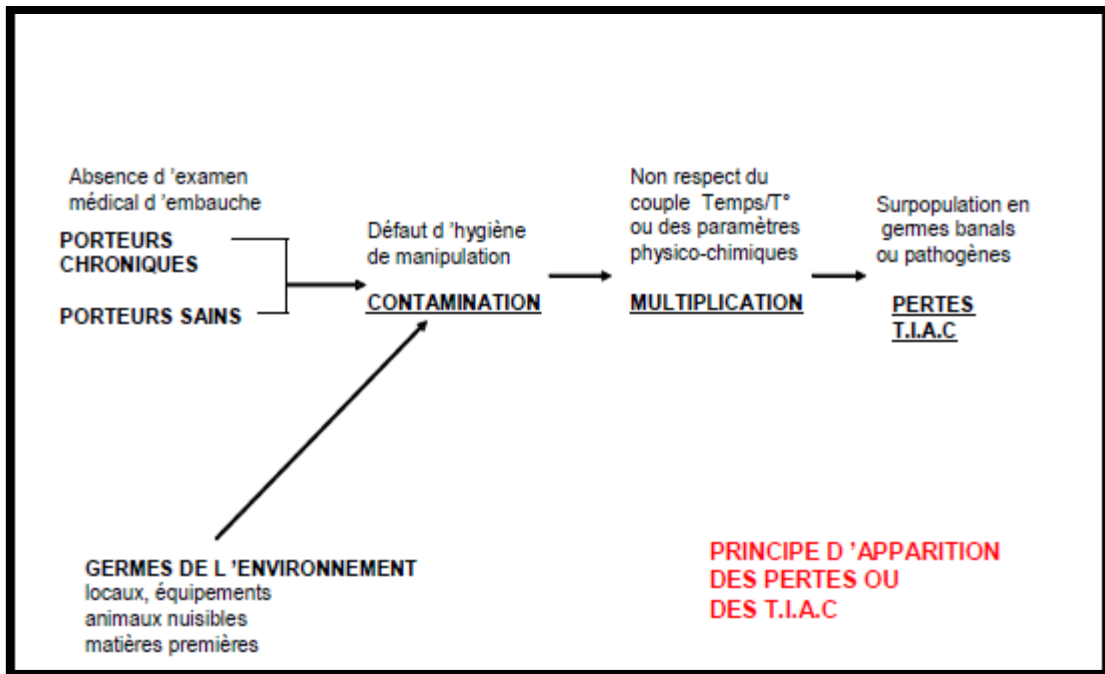 Absence d 'examen
médical d 'embauche
PORTEURS
CHRONIQUES
PORTEURS SAINS
Défaut d 'hygiène
de manipulation
CONTAMINATION
Non respect du
couple Temps/T°
ou des paramètres
physico-chimiques
MULTIPLICATION
Surpopulation en
germes banals
ou pathogènes
PERTES
T.I.A.C
GERMES DE L 'ENVIRONNEMENT
locaux, équipements
animaux nuisibles
matières premières
PRINCIPE D 'APPARITION
DES PERTES OU
DES T.I.A.C